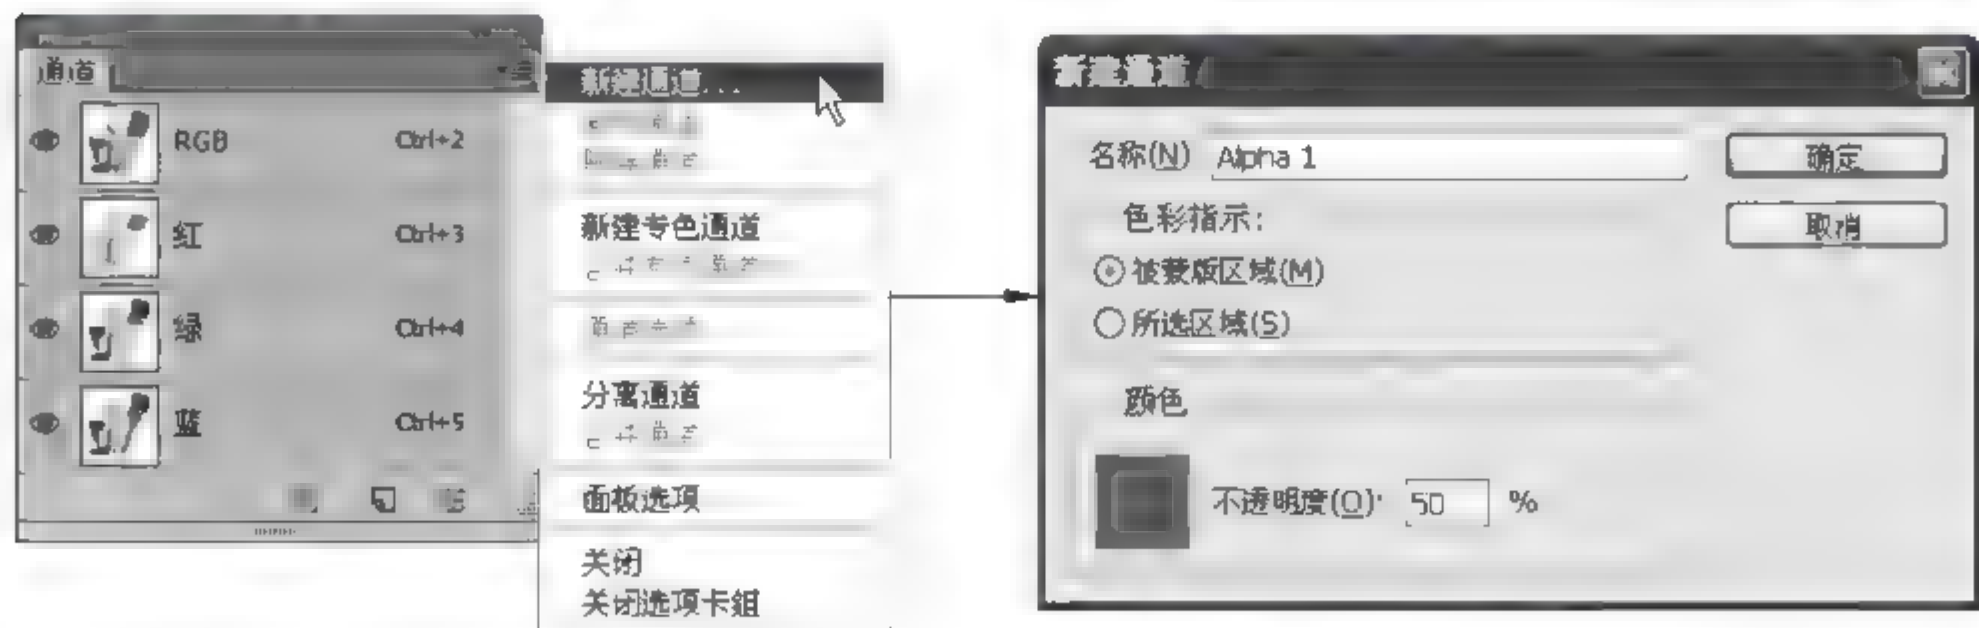 通道
RGB Ctrl+2
红 Ctrl+3
绿 Ctrl+4
蓝 Ctrl+5
新建通道...
新建专色通道
分离通道
面板选项
关闭
关闭选项卡组
新建通道
名称(N) Alpha 1
确定
取消
色彩指示:
被蒙版区域(M)
所选区域(S)
颜色
不透明度(O): 50 %